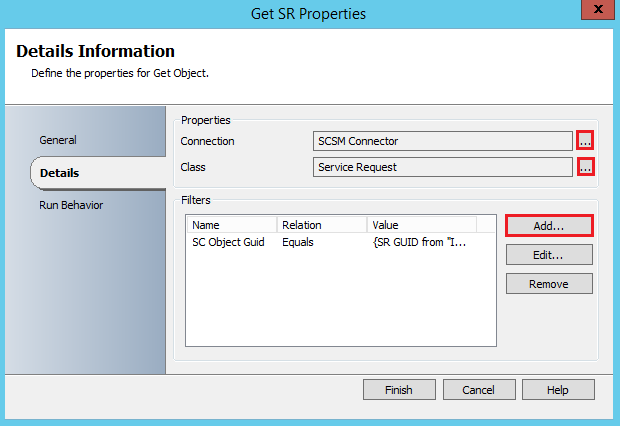 Get SR Properties
x
Details Information
Define the properties for Get Object.
General
Details
Run Behavior
Properties
Connection SCSM Connector ...
Class Service Request ...
Filters
Name Relation Value
SC Object Guid Equals {SR GUID from "I...
Add...
Edit...
Remove
Finish Cancel Help